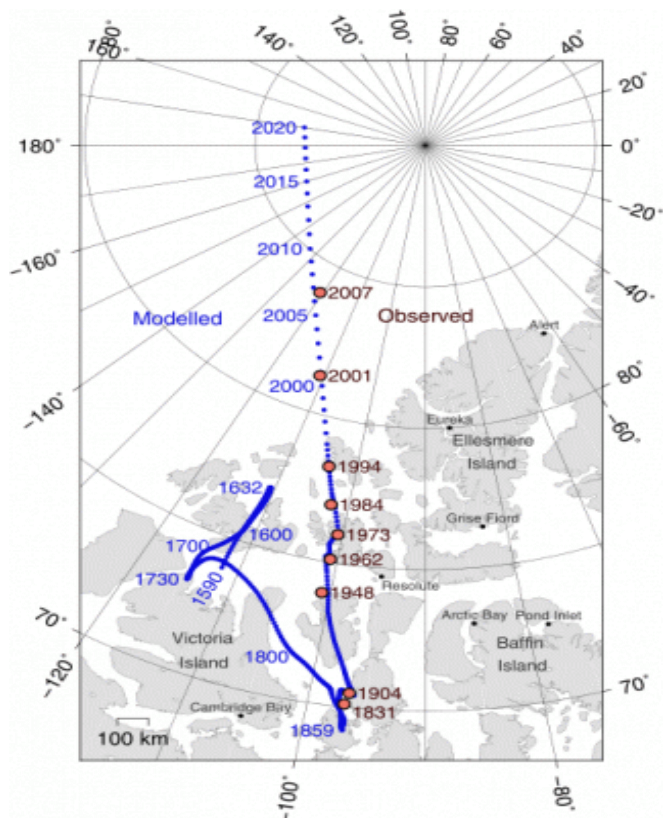 180°
160°
140°
120°
100°
80°
60°
40°
20°
2020
180°
0°
2015
-20°
2010
-160°
-40°
2007
Modelled
2005
Observed
Alert
2001
2000
80°
-140°
Eureka
-60°
Ellesmere
Island
1994
1632
1984
Grise Fiord
1600
1973
1700
1962
1730
1590
Resolute
1948
70°
Arctic Bay
Pond Inlet
Victoria
Island
Baffin
Island
1800
-120°
70°
1904
Cambridge Bay
1831
1859
100 km
-100°
-80°